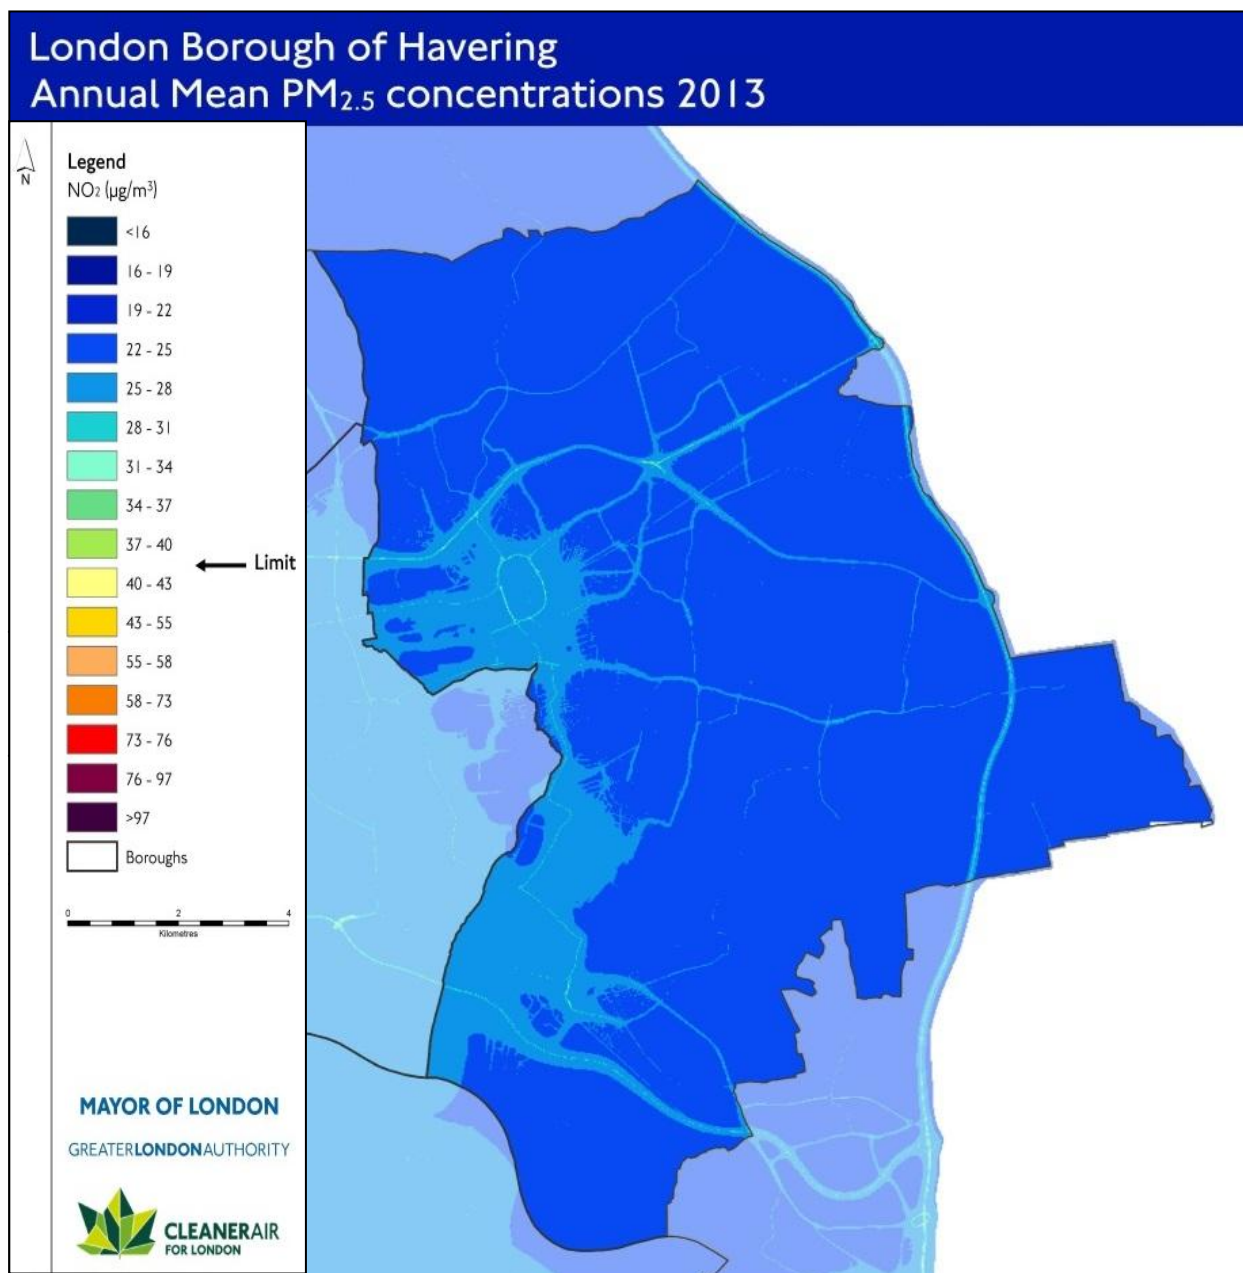 London Borough of Havering
Annual Mean PM2.5 concentrations 2013
N
Legend
NO2 (µg/m³)
<16
16 - 19
19 - 22
22 - 25
25 - 28
28 - 31
31 - 34
34 - 37
37 - 40
Limit
40 - 43
43 - 55
55 - 58
58 - 73
73 - 76
76 - 97
>97
Boroughs
0 2 4
Kilometres
MAYOR OF LONDON
GREATERLONDONAUTHORITY
CLEANERAIR
FOR LONDON